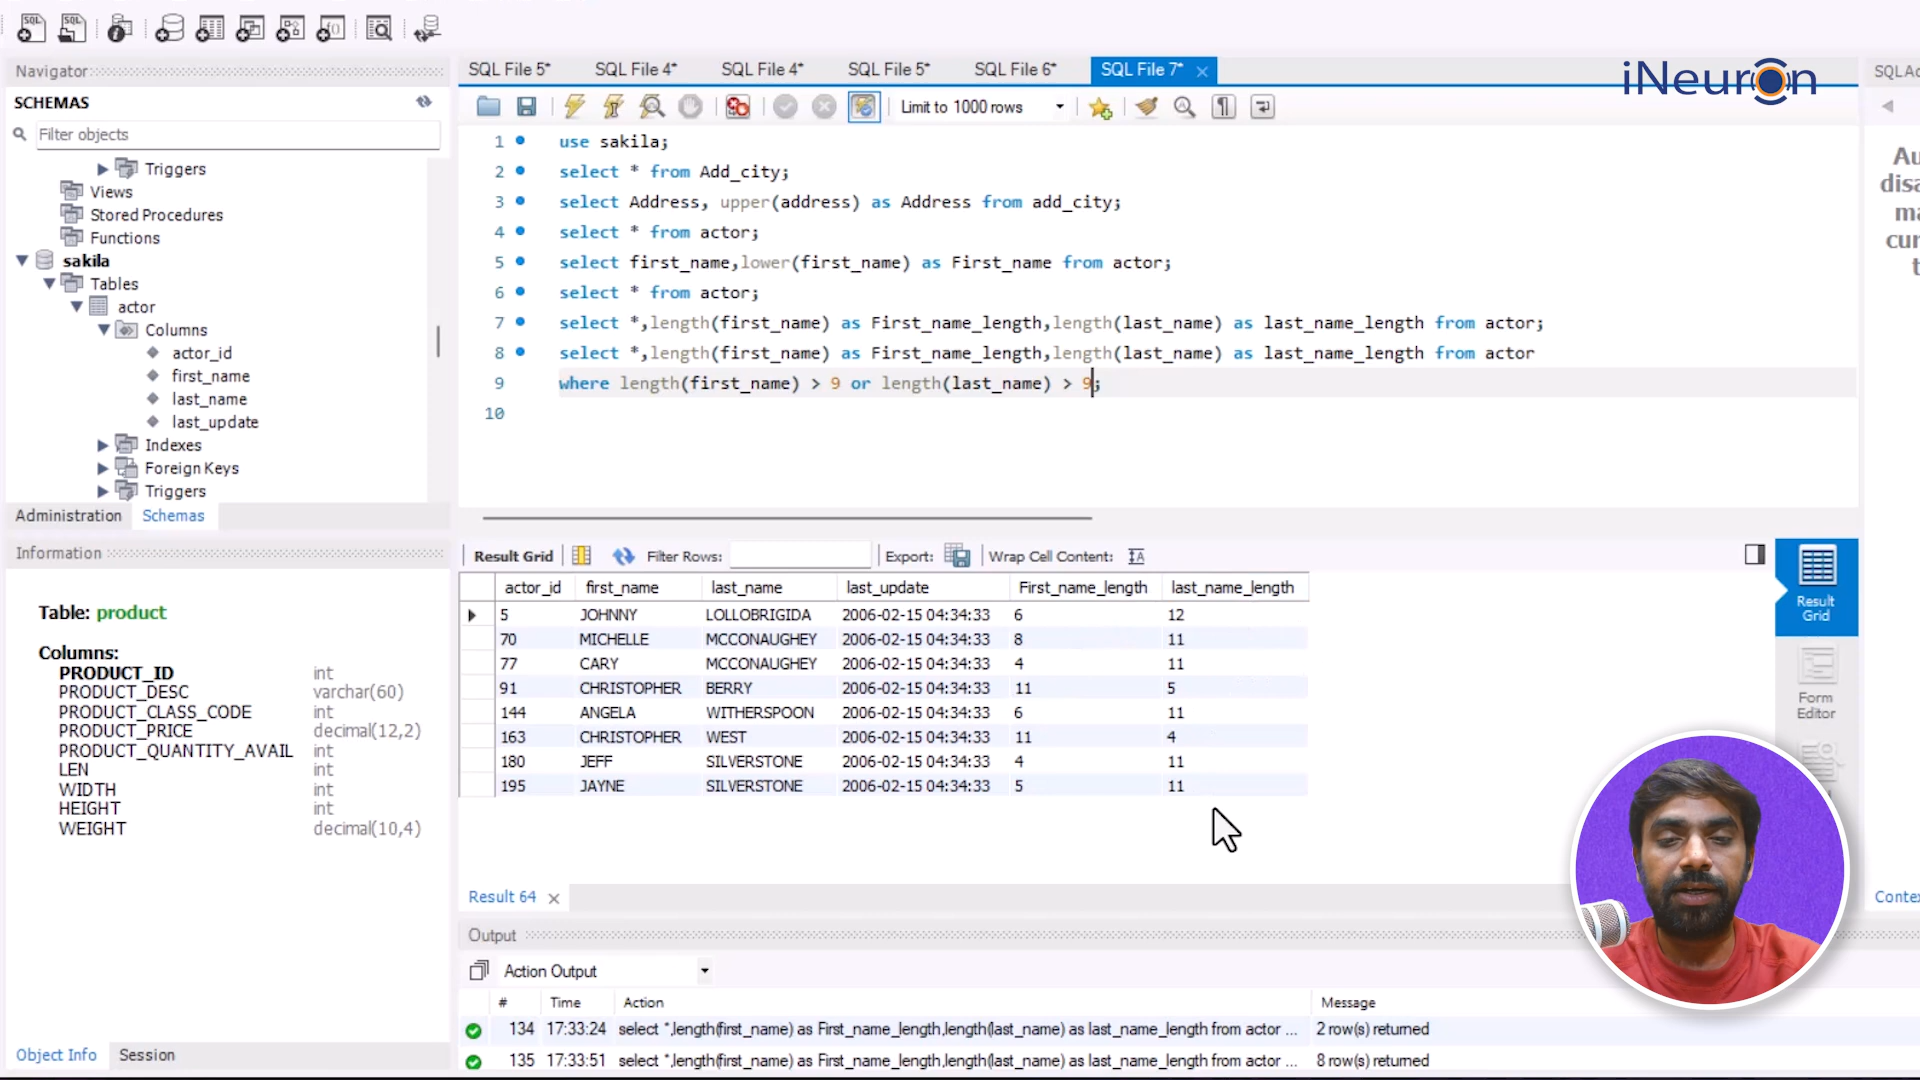 Navigator
SCHEMAS
Filter objects
Triggers
Views
Stored Procedures
Functions
sakila
Tables
actor
Columns
actor_id
first_name
last_name
last_update
Indexes
Foreign Keys
Triggers
Administration Schemas
Information
Table: product
Columns:
PRODUCT_ID int
PRODUCT_DESC varchar(60)
PRODUCT_CLASS_CODE int
PRODUCT_PRICE decimal(12,2)
PRODUCT_QUANTITY_AVAIL int
LEN int
WIDTH int
HEIGHT int
WEIGHT decimal(10,4)
Object Info Session
SQL File 5* SQL File 4* SQL File 4* SQL File 5* SQL File 6* SQL File 7*
iNeuron
Limit to 1000 rows
1 use sakila;
2 select * from Add_city;
3 select Address, upper(address) as Address from add_city;
4 select * from actor;
5 select first_name,lower(first_name) as First_name from actor;
6 select * from actor;
7 select *,length(first_name) as First_name_length,length(last_name) as last_name_length from actor;
8 select *,length(first_name) as First_name_length,length(last_name) as last_name_length from actor
9 where length(first_name) > 9 or length(last_name) > 9;
10
Result Grid Filter Rows: Export: Wrap Cell Content:
actor_id first_name last_name last_update First_name_length last_name_length
5 JOHNNY LOLLOBRIGIDA 2006-02-15 04:34:33 6 12
70 MICHELLE MCCONAUGHEY 2006-02-15 04:34:33 8 11
77 CARY MCCONAUGHEY 2006-02-15 04:34:33 4 11
91 CHRISTOPHER BERRY 2006-02-15 04:34:33 11 5
144 ANGELA WITHERSPOON 2006-02-15 04:34:33 6 11
163 CHRISTOPHER WEST 2006-02-15 04:34:33 11 4
180 JEFF SILVERSTONE 2006-02-15 04:34:33 4 11
195 JAYNE SILVERSTONE 2006-02-15 04:34:33 5 11
Result 64
Result
Grid
Form
Editor
Output
Action Output
# Time Action Message
134 17:33:24 select *,length(first_name) as First_name_length,length(last_name) as last_name_length from actor ... 2 row(s) returned
135 17:33:51 select *,length(first_name) as First_name_length,length(last_name) as last_name_length from actor ... 8 row(s) returned